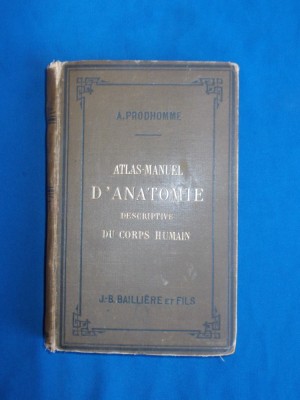 A. PRODHOMME
ATLAS-MANUEL
D'ANATOMIE
DESCRIPTIVE
DU CORPS HUMAIN
J.-B. BAILLIÈRE ET FILS